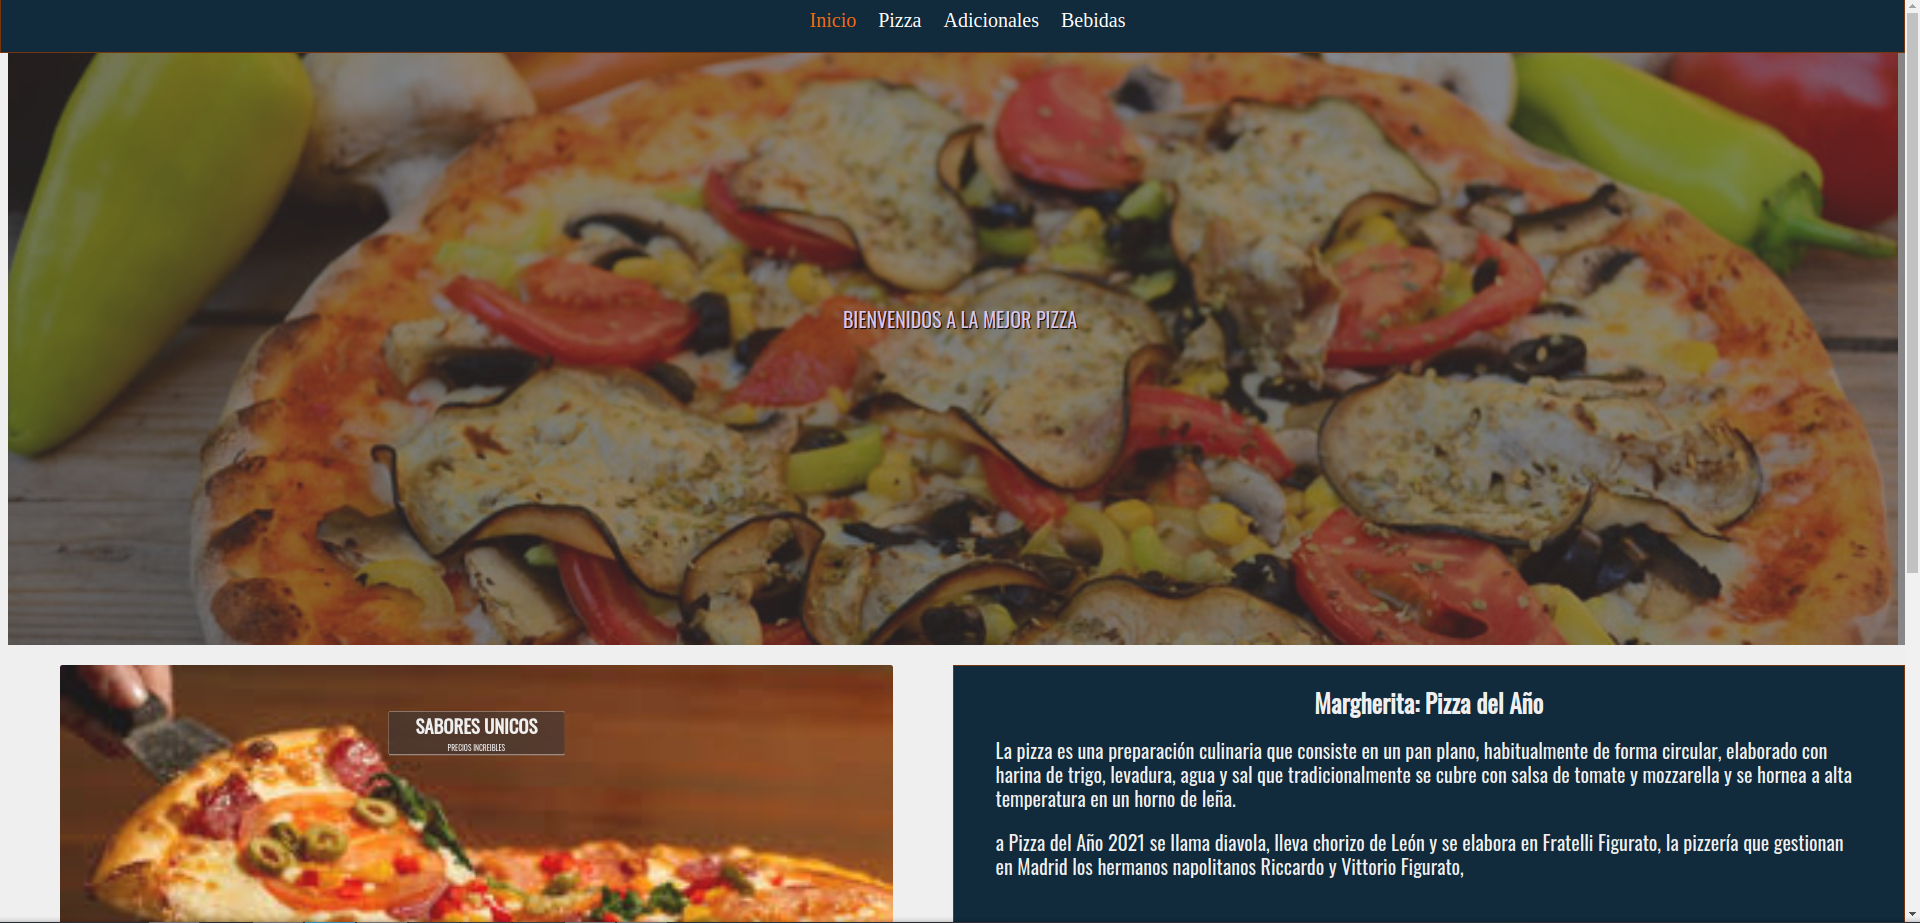 Inicio Pizza Adicionales Bebidas
BIENVENIDOS A LA MEJOR PIZZA
SABORES UNICOS
PRECIOS INCREIBLES
Margherita: Pizza del Año
La pizza es una preparación culinaria que consiste en un pan plano, habitualmente de forma circular, elaborado con
harina de trigo, levadura, agua y sal que tradicionalmente se cubre con salsa de tomate y mozzarella y se hornea a alta
temperatura en un horno de leña.
a Pizza del Año 2021 se llama diavola, lleva chorizo de León y se elabora en Fratelli Figurato, la pizzería que gestionan
en Madrid los hermanos napolitanos Riccardo y Vittorio Figurato,